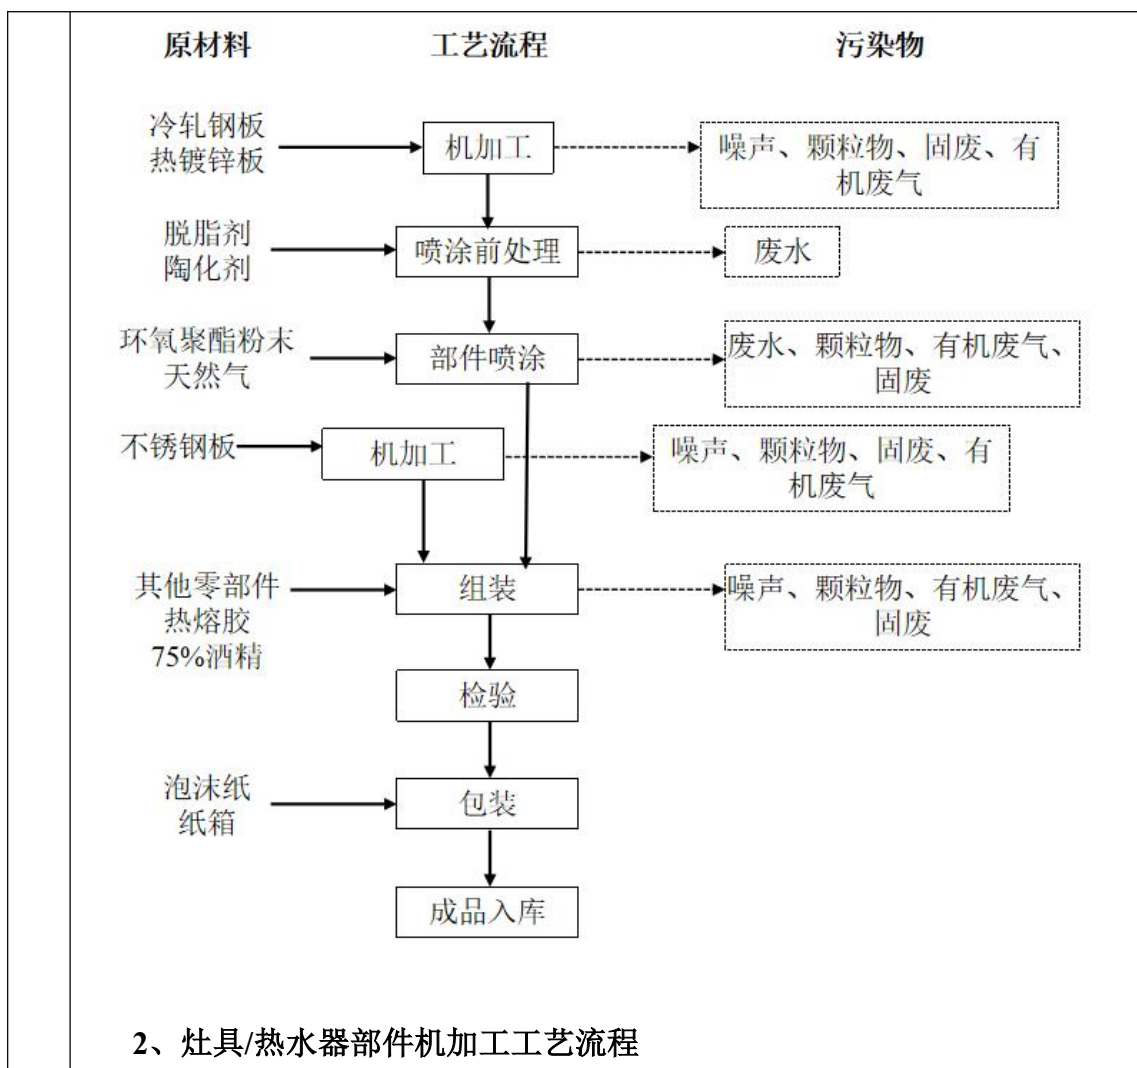 原材料 工艺流程 污染物
冷轧钢板
热镀锌板
机加工
噪声、颗粒物、固废、有
机废气
脱脂剂
陶化剂
喷涂前处理
废水
环氧聚酯粉末
天然气
部件喷涂
废水、颗粒物、有机废气、
固废
不锈钢板
机加工
噪声、颗粒物、固废、有
机废气
其他零部件
热熔胶
75%酒精
组装
噪声、颗粒物、有机废气、
固废
检验
泡沫纸
纸箱
包装
成品入库
2、灶具/热水器部件机加工工艺流程